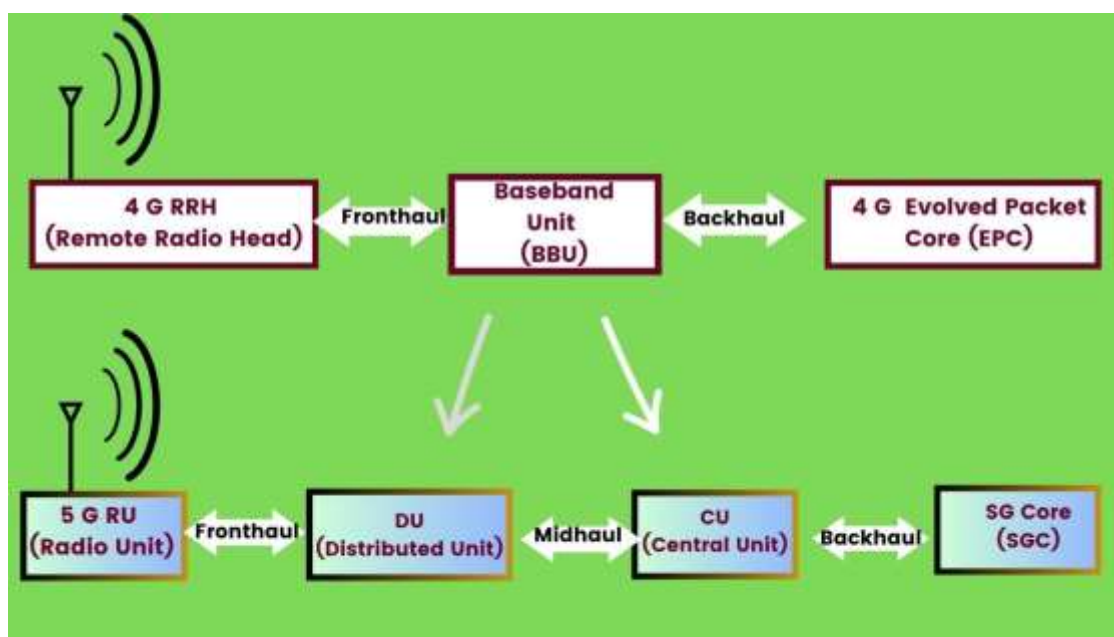 4 G RRH
(Remote Radio Head)
Fronthaul
Baseband
Unit
(BBU)
Backhaul
4 G Evolved Packet
Core (EPC)
5 G RU
(Radio Unit)
Fronthaul
DU
(Distributed Unit)
Midhaul
CU
(Central Unit)
Backhaul
SG Core
(SGC)